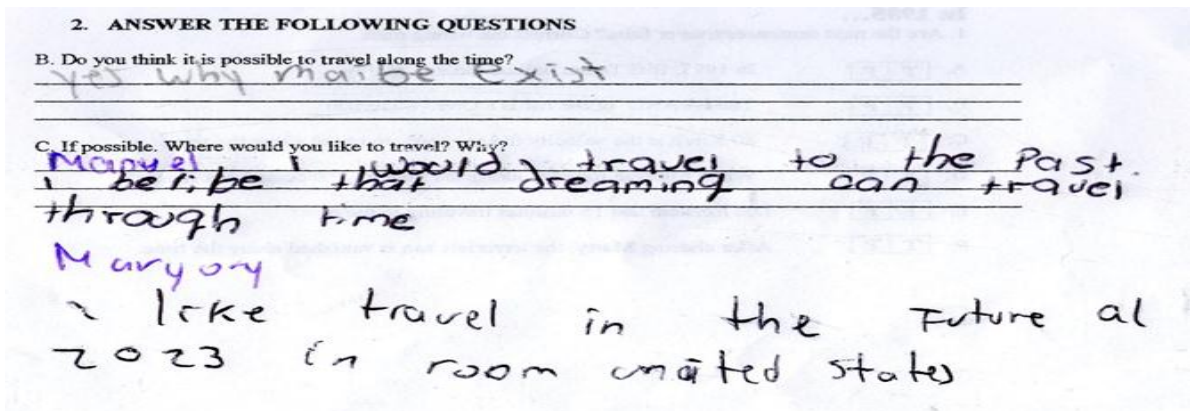 2. ANSWER THE FOLLOWING QUESTIONS
B. Do you think it is possible to travel along the time?
yes why maibe exist
C. If possible. Where would you like to travel? Why?
Manuel I would travel to the Past.
I belibe that dreaming can travel
through time
Maryory
I like travel in the Future al
2023 in room united states